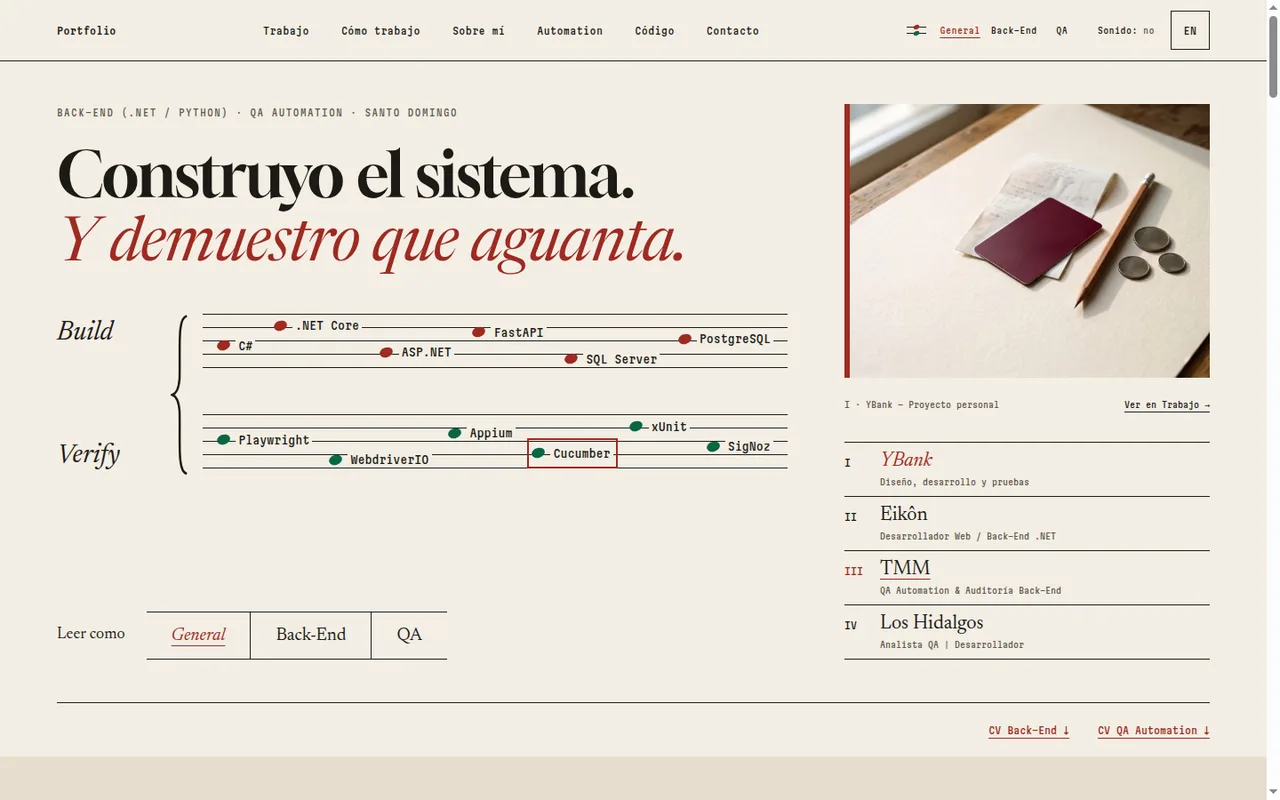 Portfolio
Trabajo
Cómo trabajo
Sobre mí
Automation
Código
Contacto
General
Back-End
QA
Sonido: no
EN
BACK-END (.NET / PYTHON) · QA AUTOMATION · SANTO DOMINGO
Construyo el sistema.
Y demuestro que aguanta.
Build
.NET Core
FastAPI
PostgreSQL
C#
ASP.NET
SQL Server
Verify
Playwright
Appium
xUnit
WebdriverIO
Cucumber
SigNoz
Leer como
General
Back-End
QA
I · YBank — Proyecto personal
Ver en Trabajo →
I
YBank
Diseño, desarrollo y pruebas
II
Eikôn
Desarrollador Web / Back-End .NET
III
TMM
QA Automation & Auditoría Back-End
IV
Los Hidalgos
Analista QA | Desarrollador
CV Back-End ↓
CV QA Automation ↓